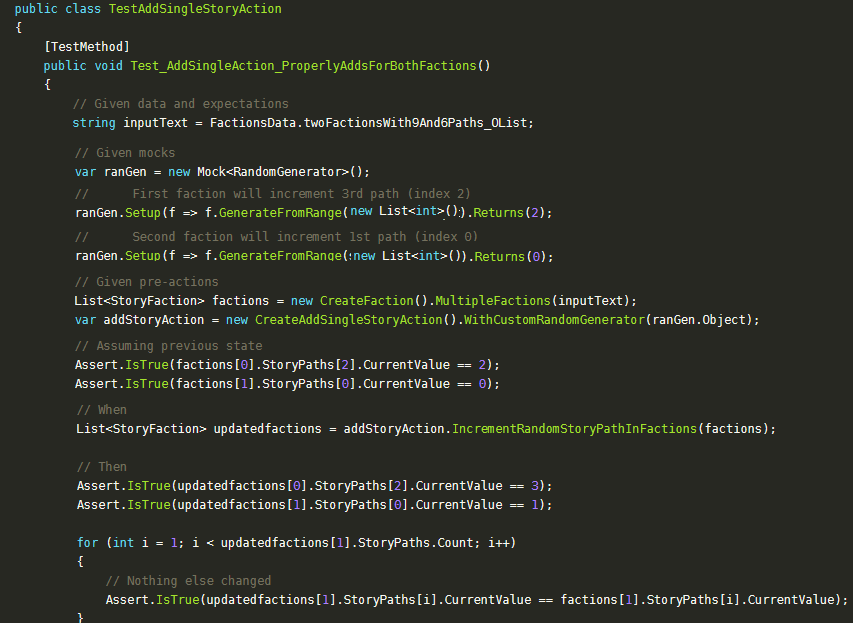 public class TestAddSingleStoryAction
{
[TestMethod]
public void Test_AddSingleAction_ProperlyAddsForBothFactions()
{
// Given data and expectations
string inputText = FactionsData.twoFactionsWith9And6Paths_OList;
// Given mocks
var ranGen = new Mock<RandomGenerator>();
// First faction will increment 3rd path (index 2)
ranGen.Setup(f => f.GenerateFromRange(new List<int>()).Returns(2);
// Second faction will increment 1st path (index 0)
ranGen.Setup(f => f.GenerateFromRange(new List<int>()).Returns(0);
// Given pre-actions
List<StoryFaction> factions = new CreateFaction().MultipleFactions(inputText);
var addStoryAction = new CreateAddSingleStoryAction().WithCustomRandomGenerator(ranGen.Object);
// Assuming previous state
Assert.IsTrue(factions[0].StoryPaths[2].CurrentValue == 2);
Assert.IsTrue(factions[1].StoryPaths[0].CurrentValue == 0);
// When
List<StoryFaction> updatedfactions = addStoryAction.IncrementRandomStoryPathInFactions(factions);
// Then
Assert.IsTrue(updatedfactions[0].StoryPaths[2].CurrentValue == 3);
Assert.IsTrue(updatedfactions[1].StoryPaths[0].CurrentValue == 1);
for (int i = 1; i < updatedfactions[1].StoryPaths.Count; i++)
{
// Nothing else changed
Assert.IsTrue(updatedfactions[1].StoryPaths[i].CurrentValue == factions[1].StoryPaths[i].CurrentValue);
}